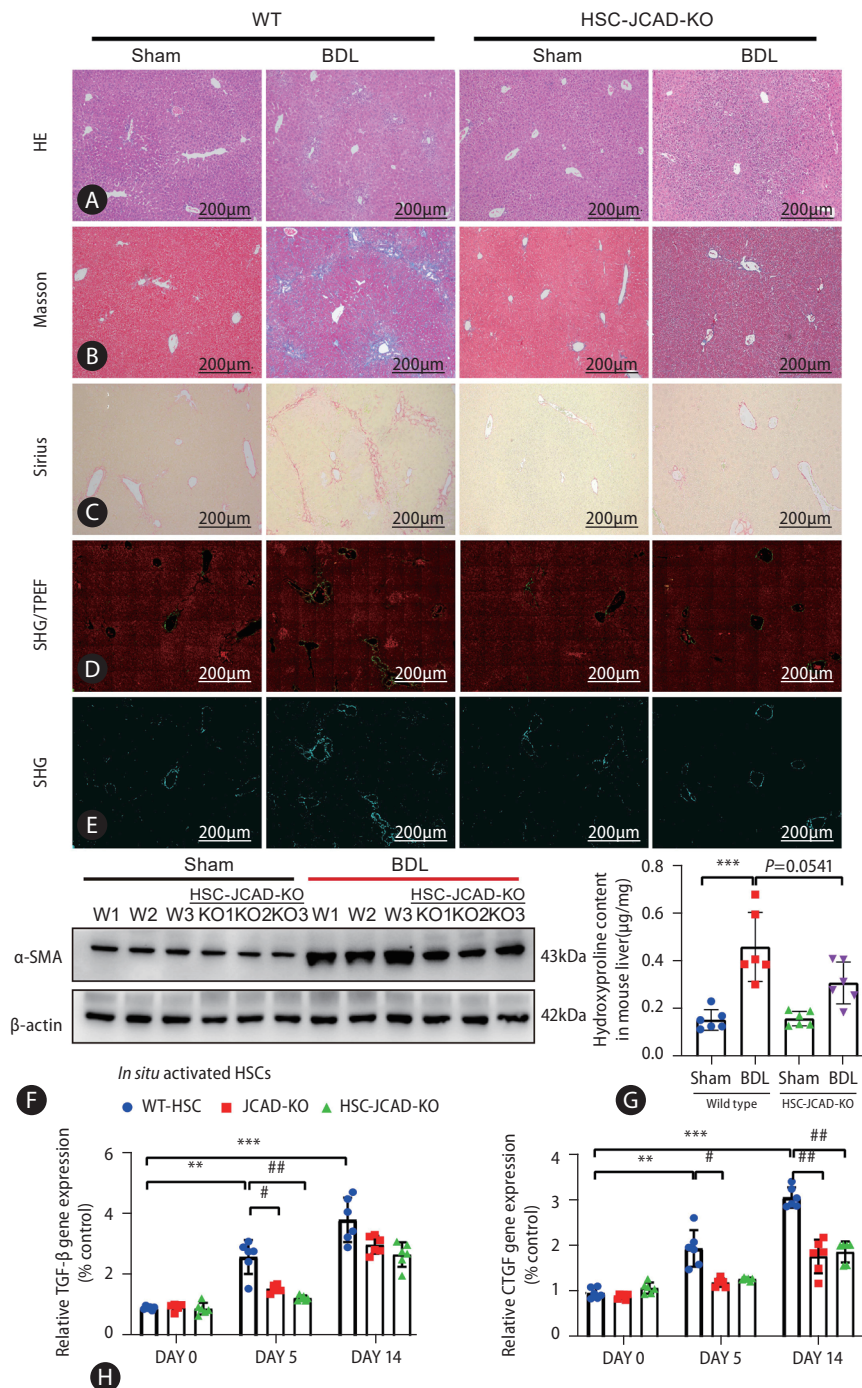 WT HSC-JCAD-KO
Sham BDL Sham BDL
HE
A
200μm 200μm 200μm 200μm
Masson
B
200μm 200μm 200μm 200μm
Sirius
C
200μm 200μm 200μm 200μm
SHG/TPEF
D
200μm 200μm 200μm 200μm
SHG
E
200μm 200μm 200μm 200μm
Sham BDL
HSC-JCAD-KO HSC-JCAD-KO
W1 W2 W3 KO1KO2KO3 W1 W2 W3 KO1KO2KO3
α-SMA 43kDa
β-actin 42kDa
F
Hydroxyproline content
in mouse liver(μg/mg)
0.8
0.6
0.4
0.2
0.0
*** P=0.0541
Sham BDL Sham BDL
Wild type HSC-JCAD-KO
G
In situ activated HSCs
WT-HSC JCAD-KO HSC-JCAD-KO
Relative TGF-β gene expression
(% control)
6
4
2
0
***
** ##
#
DAY 0 DAY 5 DAY 14
H
Relative CTGF gene expression
(% control)
4
3
2
1
0
*** ##
** # ##
DAY 0 DAY 5 DAY 14